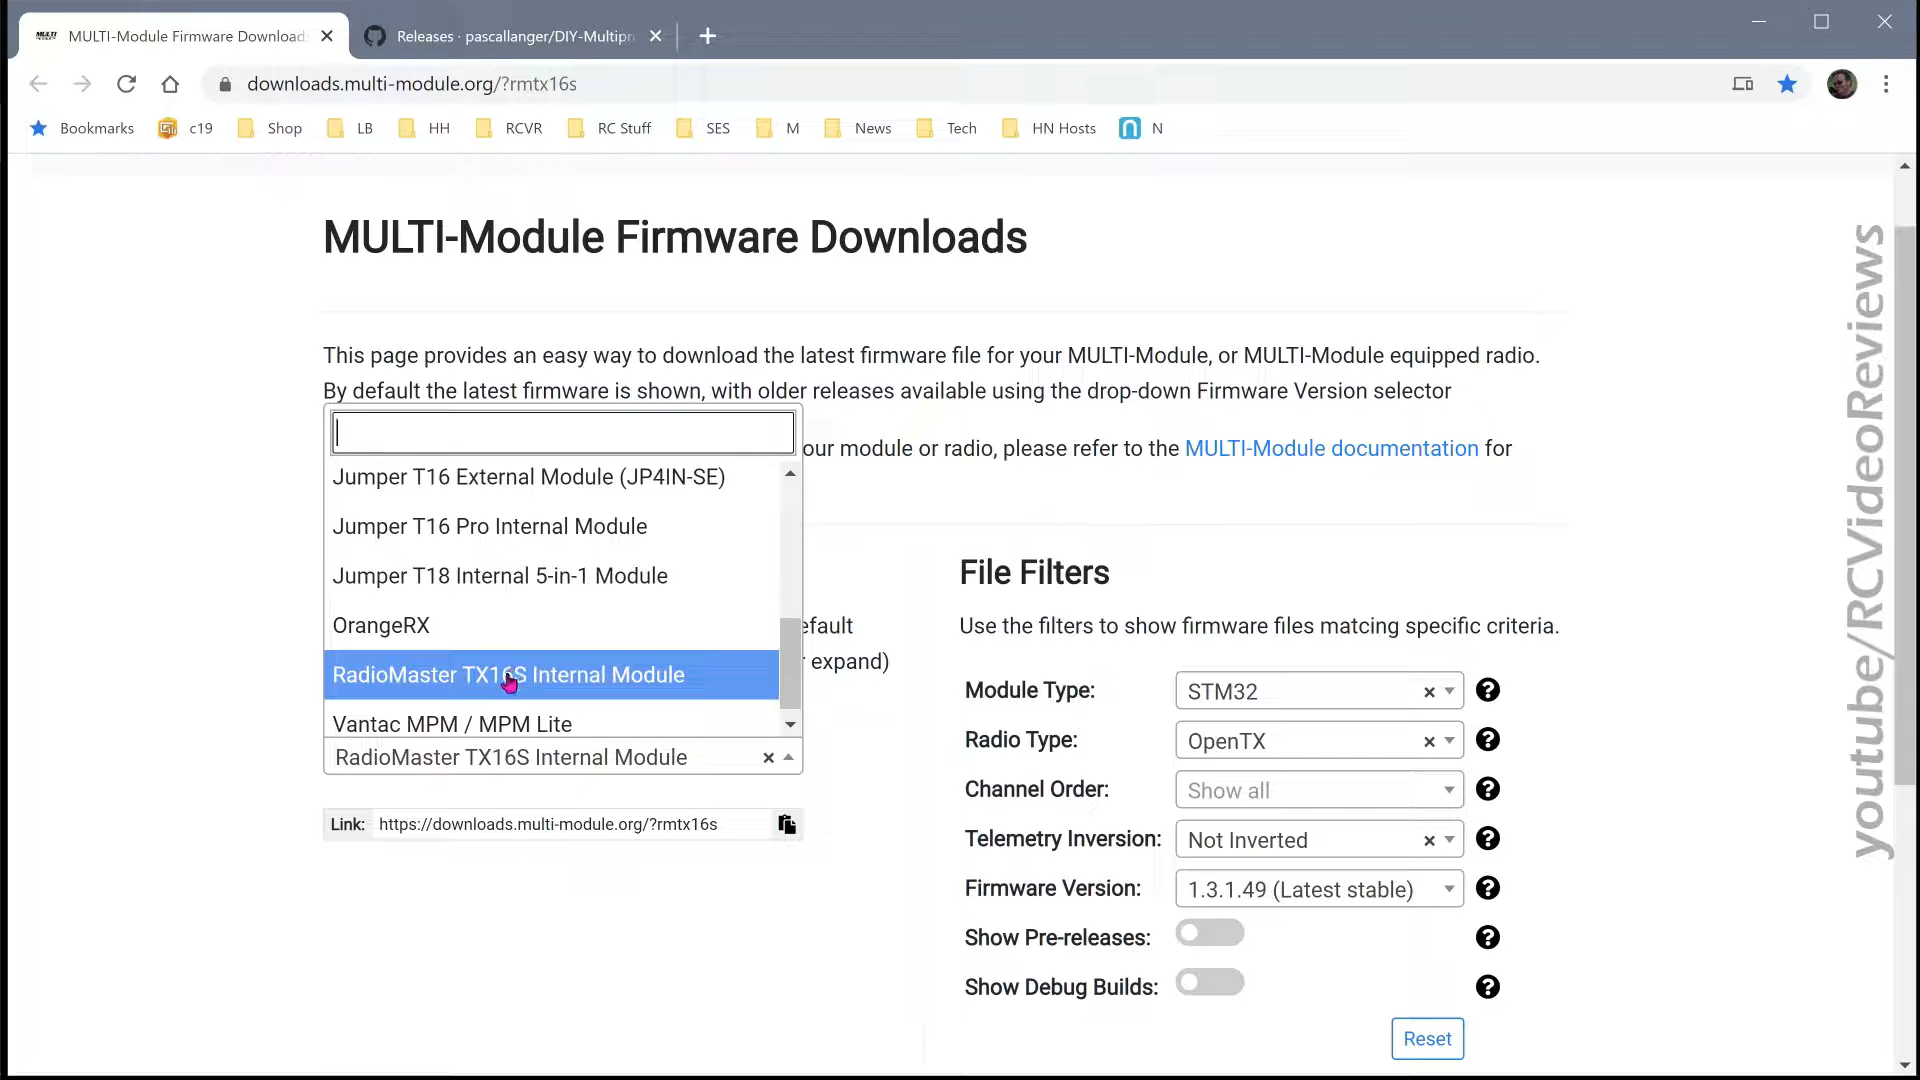 MULTI-Module Firmware Download
Releases · pascallanger/DIY-Multipr
downloads.multi-module.org/?rmtx16s
Bookmarks c19 Shop LB HH RCVR RC Stuff SES M News Tech HN Hosts N
MULTI-Module Firmware Downloads
This page provides an easy way to download the latest firmware file for your MULTI-Module, or MULTI-Module equipped radio.
By default the latest firmware is shown, with older releases available using the drop-down Firmware Version selector
our module or radio, please refer to the MULTI-Module documentation for
Jumper T16 External Module (JP4IN-SE)
Jumper T16 Pro Internal Module
Jumper T18 Internal 5-in-1 Module
OrangeRX
RadioMaster TX16S Internal Module
Vantac MPM / MPM Lite
RadioMaster TX16S Internal Module
efault
expand)
Link: https://downloads.multi-module.org/?rmtx16s
File Filters
Use the filters to show firmware files matcing specific criteria.
Module Type: STM32
Radio Type: OpenTX
Channel Order: Show all
Telemetry Inversion: Not Inverted
Firmware Version: 1.3.1.49 (Latest stable)
Show Pre-releases:
Show Debug Builds:
Reset
youtube/RCVideoReviews